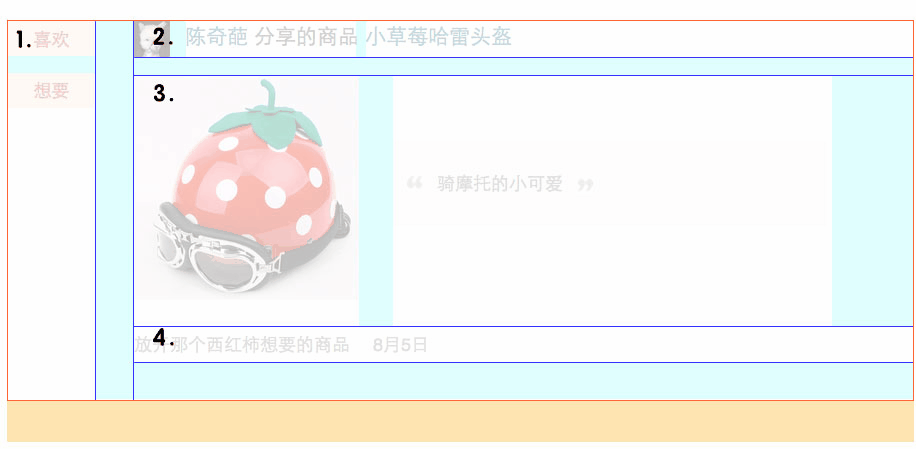 1. 喜欢
想要
2. 陈奇葩 分享的商品 小草莓哈雷头盔
3.
“ 骑摩托的小可爱 ”
4.
放开那个西红柿想要的商品 8月5日